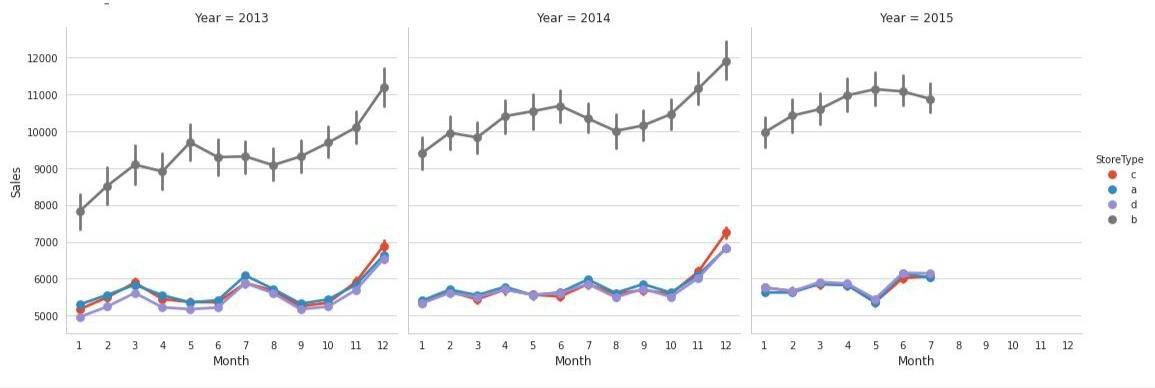 Year = 2013
Year = 2014
Year = 2015
Sales
12000
11000
10000
9000
8000
7000
6000
5000
1 2 3 4 5 6 7 8 9 10 11 12
1 2 3 4 5 6 7 8 9 10 11 12
1 2 3 4 5 6 7 8 9 10 11 12
Month
Month
Month
StoreType
c
a
d
b